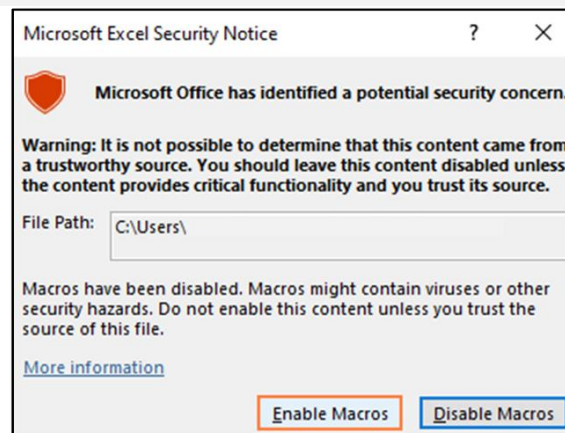 Microsoft Excel Security Notice ?
Microsoft Office has identified a potential security concern.
Warning: It is not possible to determine that this content came from
a trustworthy source. You should leave this content disabled unless
the content provides critical functionality and you trust its source.
File Path: C:\Users\
Macros have been disabled. Macros might contain viruses or other
security hazards. Do not enable this content unless you trust the
source of this file.
More information
Enable Macros Disable Macros